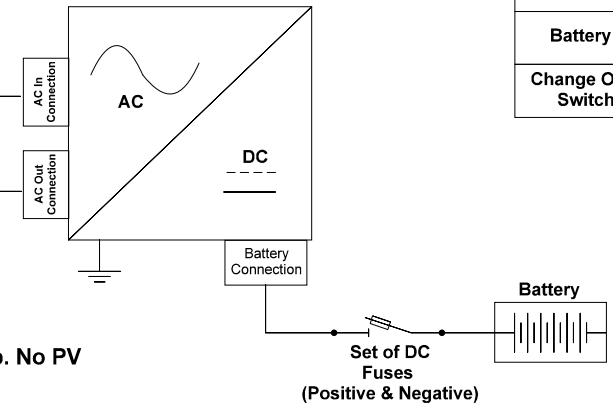 Battery
Change O
Switch
AC In
Connection
AC
DC
AC Out
Connection
Battery
Connection
Battery
. No PV
Set of DC
Fuses
(Positive & Negative)